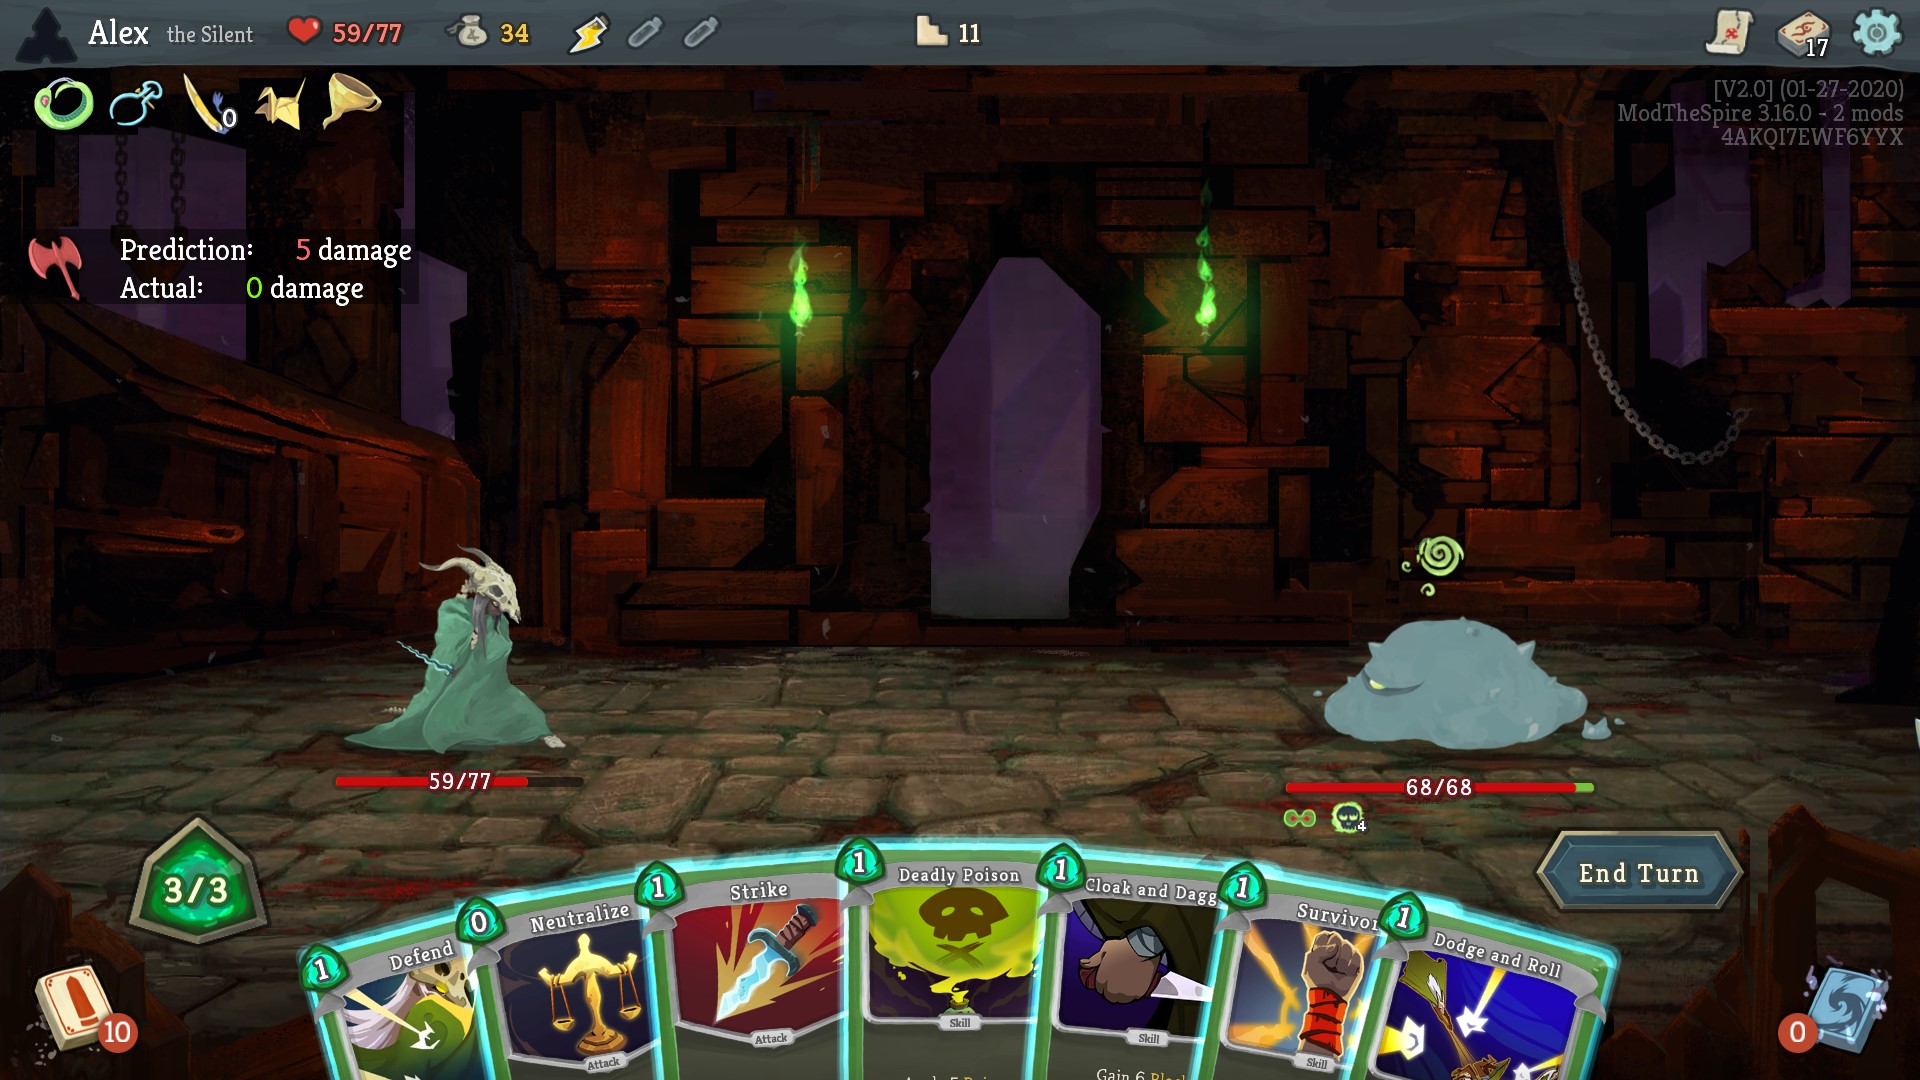 Alex the Silent 59/77 34 11 17
[V2.0] (01-27-2020)
ModTheSpire 3.16.0 - 2 mods
4AKQI7EWF6YYX
0
Prediction: 5 damage
Actual: 0 damage
59/77
68/68
4
3/3
End Turn
1 Defend
0 Neutralize
Attack
1 Strike
Attack
1 Deadly Poison
Skill
1 Cloak and Dagg
Skill
Gain 6 Block
1 Survivor
Skill
1 Dodge and Roll
10
0